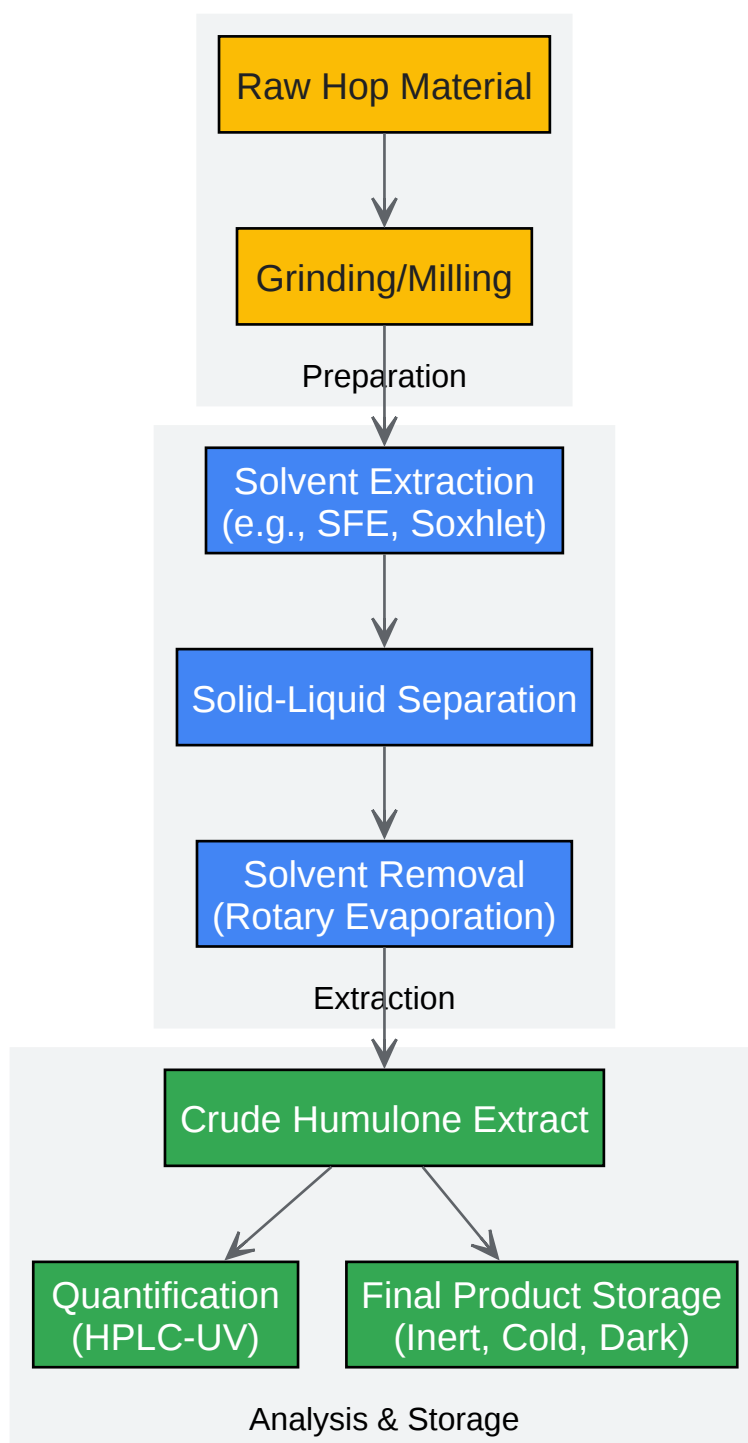 Raw Hop Material
Grinding/Milling
Preparation
Solvent Extraction
(e.g., SFE, Soxhlet)
Solid-Liquid Separation
Solvent Removal
(Rotary Evaporation)
Extraction
Crude Humulone Extract
Quantification
(HPLC-UV)
Final Product Storage
(Inert, Cold, Dark)
Analysis & Storage